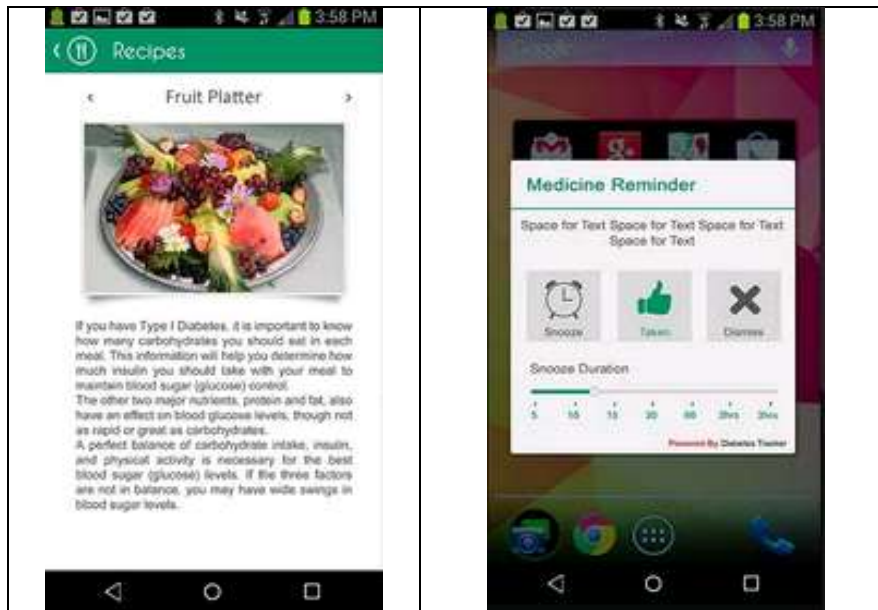 3:58 PM
Recipes
Fruit Platter
If you have Type I Diabetes, it is important to know
how many carbohydrates you should eat in each
meal. This information will help you determine how
much insulin you should take with your meal to
maintain blood sugar (glucose) control.
The other two major nutrients, protein and fat, also
have an effect on blood glucose levels, though not
as rapid or great as carbohydrates.
A perfect balance of carbohydrate intake, insulin,
and physical activity is necessary for the best
blood sugar (glucose) levels. If the three factors
are not in balance, you may have wide swings in
blood sugar levels.
3:58 PM
Google
Medicine Reminder
Space for Text Space for Text Space for Text
Space for Text
Snooze Taken Dismiss
Snooze Duration
5 10 15 30 60 2hrs 3hrs
Powered By Diabetes Tracker